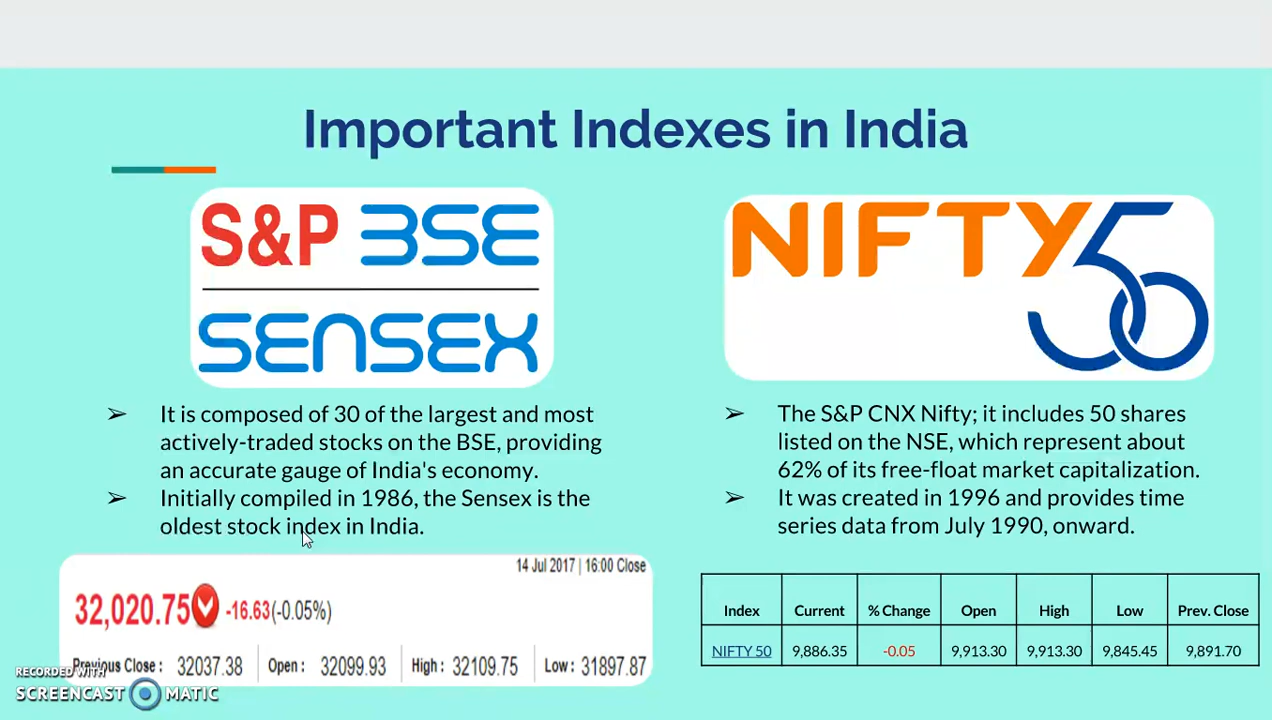 Important Indexes in India
S&P BSE
SENSEX
➢ It is composed of 30 of the largest and most
actively-traded stocks on the BSE, providing
an accurate gauge of India's economy.
➢ Initially compiled in 1986, the Sensex is the
oldest stock index in India.
14 Jul 2017 | 16:00 Close
32,020.75 -16.63(-0.05%)
Previous Close : 32037.38 Open : 32099.93 High : 32109.75 Low : 31897.87
NIFTY 50
➢ The S&P CNX Nifty; it includes 50 shares
listed on the NSE, which represent about
62% of its free-float market capitalization.
➢ It was created in 1996 and provides time
series data from July 1990, onward.
Index Current % Change Open High Low Prev. Close
NIFTY 50 9,886.35 -0.05 9,913.30 9,913.30 9,845.45 9,891.70
RECORDED WITH
SCREENCAST MATIC